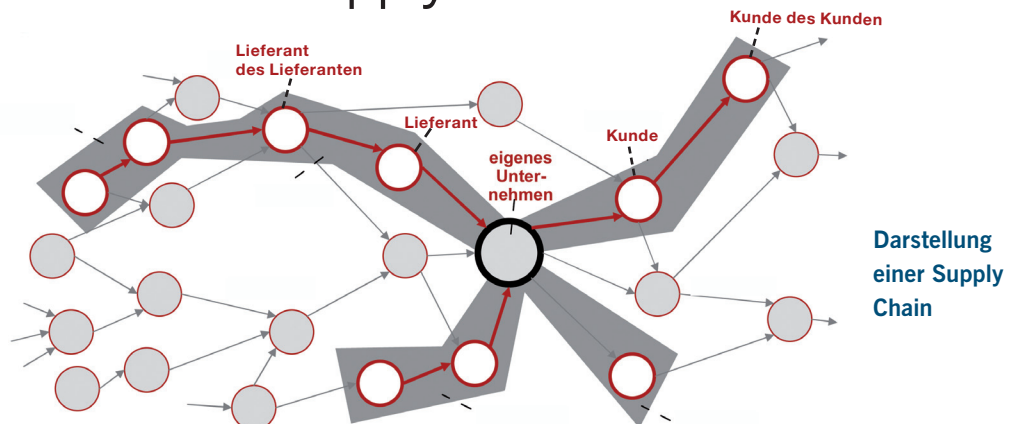 Kunde des Kunden
Lieferant
des Lieferanten
Lieferant
Kunde
eigenes
Unter-
nehmen
Darstellung
einer Supply
Chain